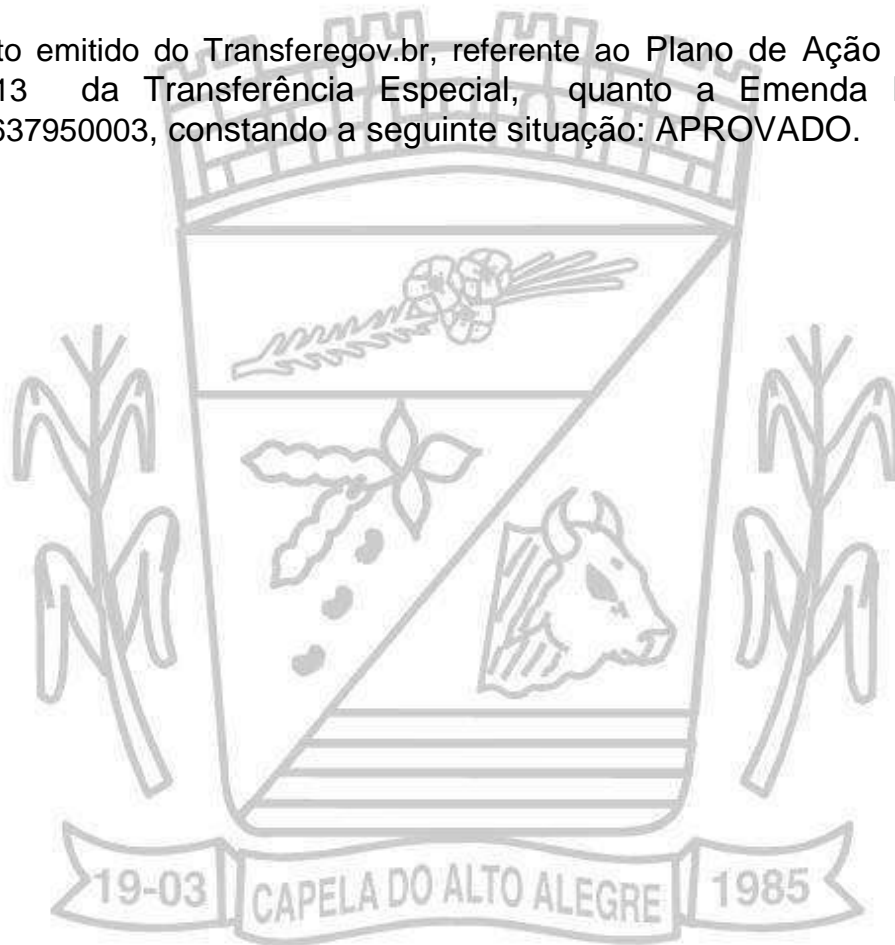 to emitido do Transferegov.br, referente ao Plano de Ação
13 da Transferência Especial, quanto a Emenda
637950003, constando a seguinte situação: APROVADO.
19-03 CAPELA DO ALTO ALEGRE 1985